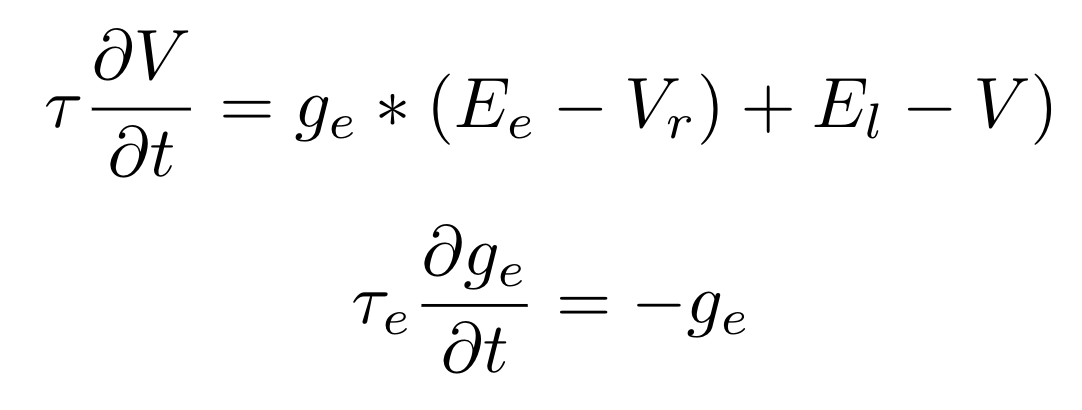 τ ∂V/∂t = g_e * (E_e − V_r) + E_l − V)
τ_e ∂g_e/∂t = −g_e